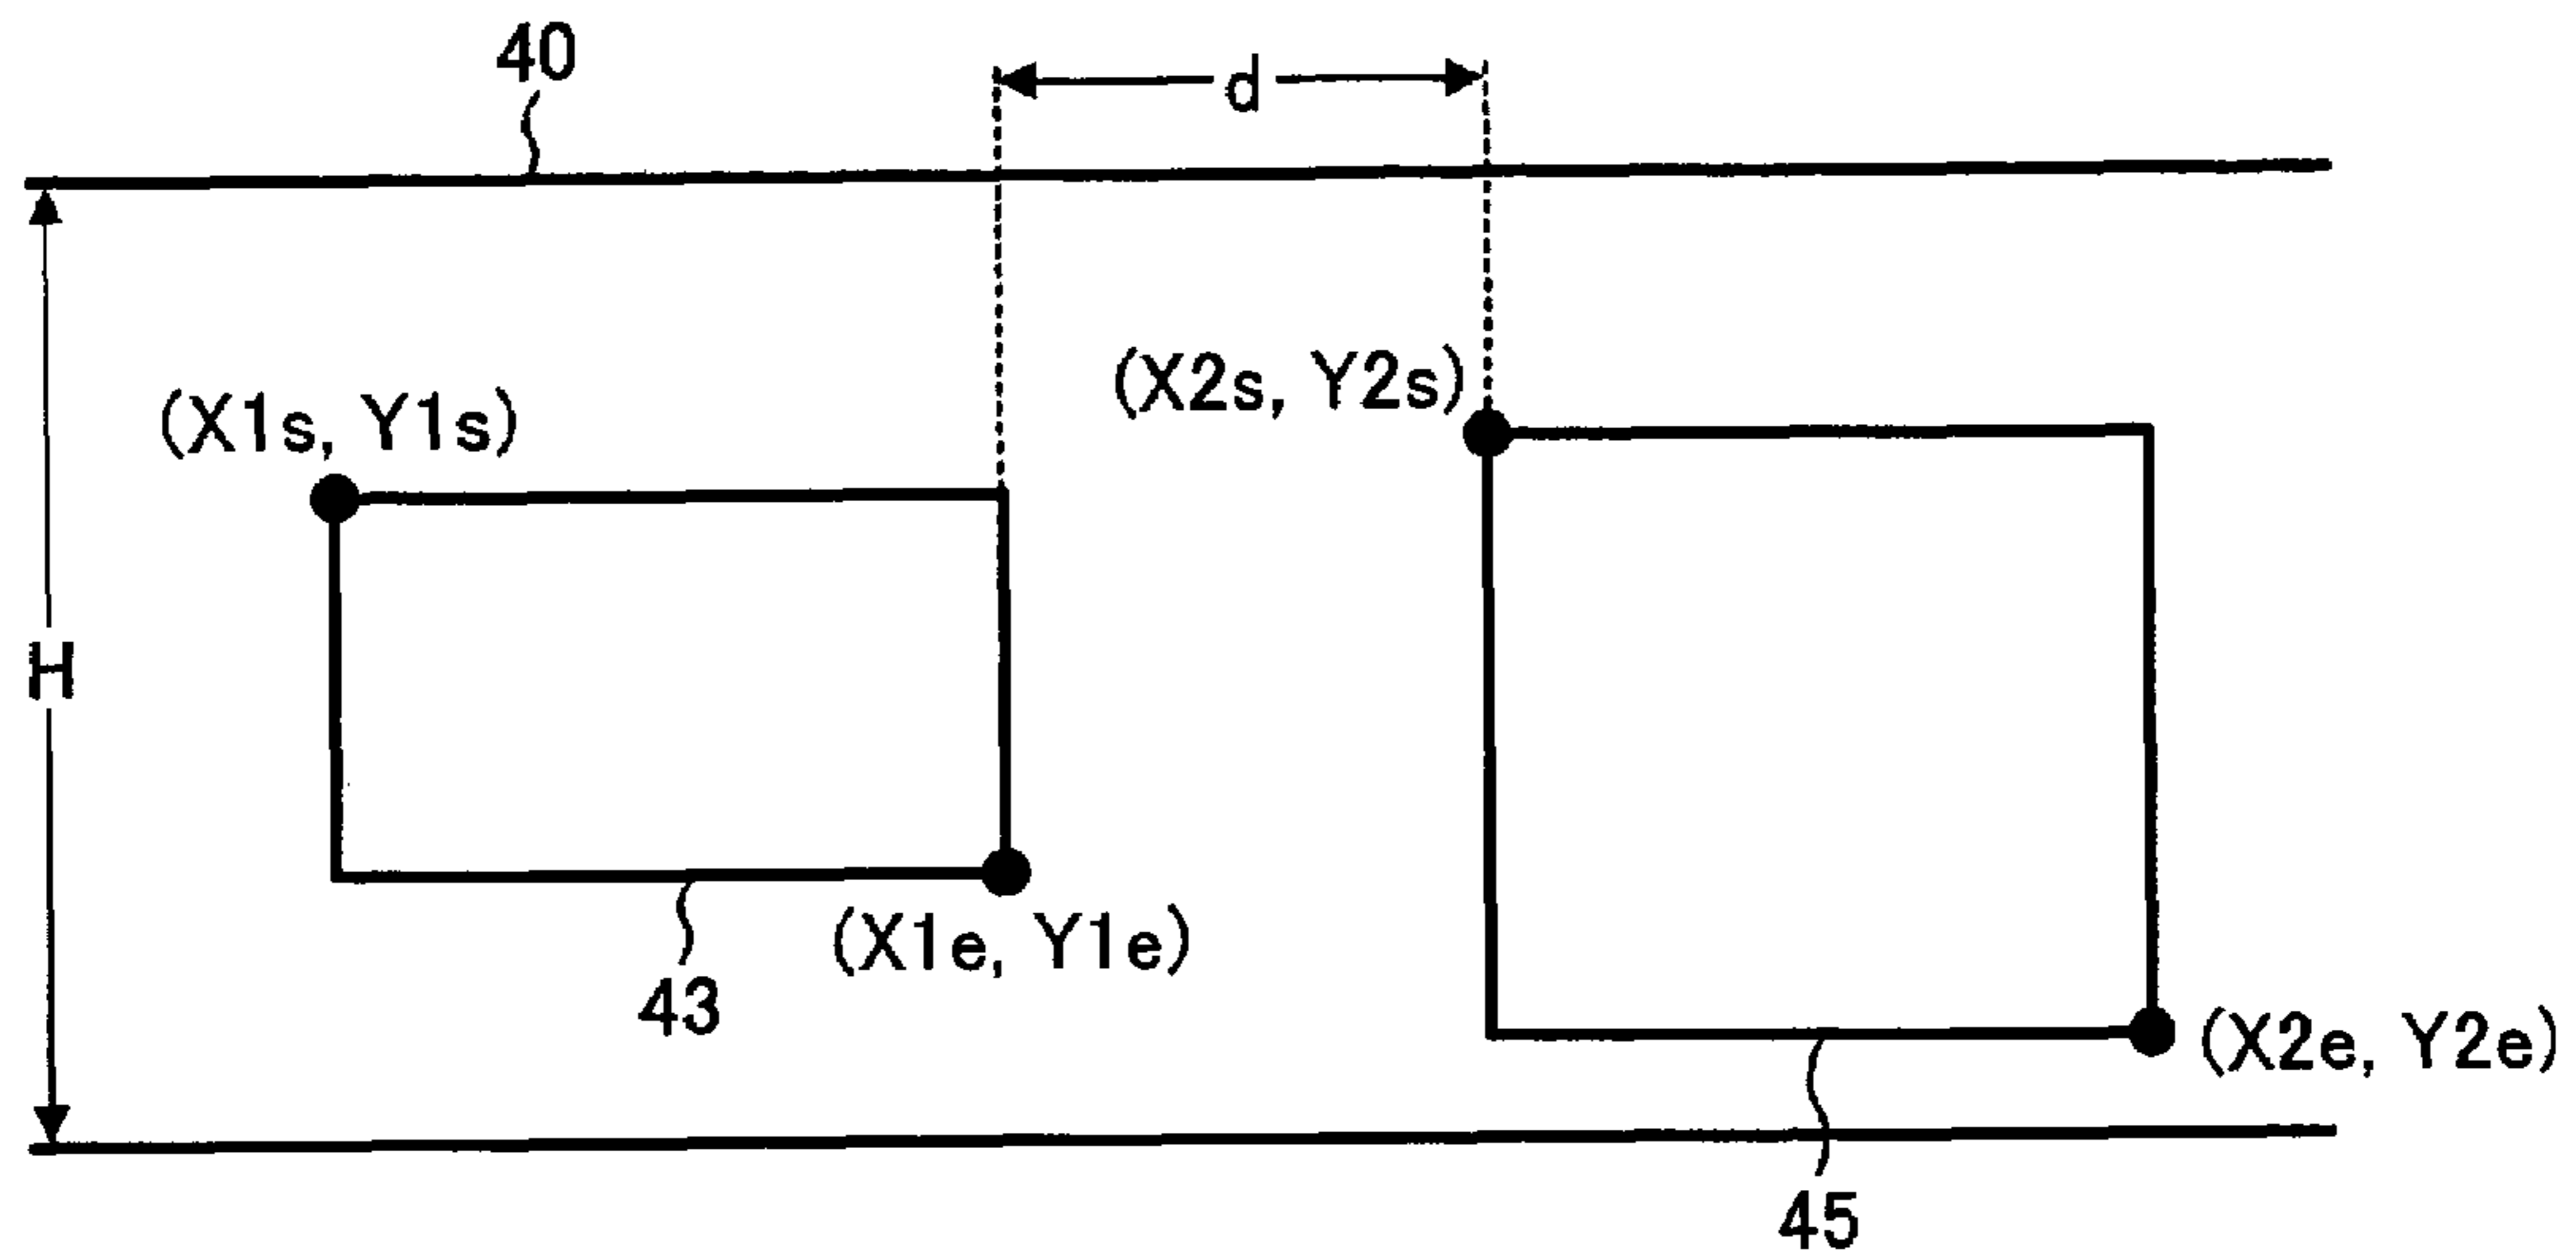 40
d
(X2s, Y2s)
(X1s, Y1s)
H
(X1e, Y1e)
43
(X2e, Y2e)
45